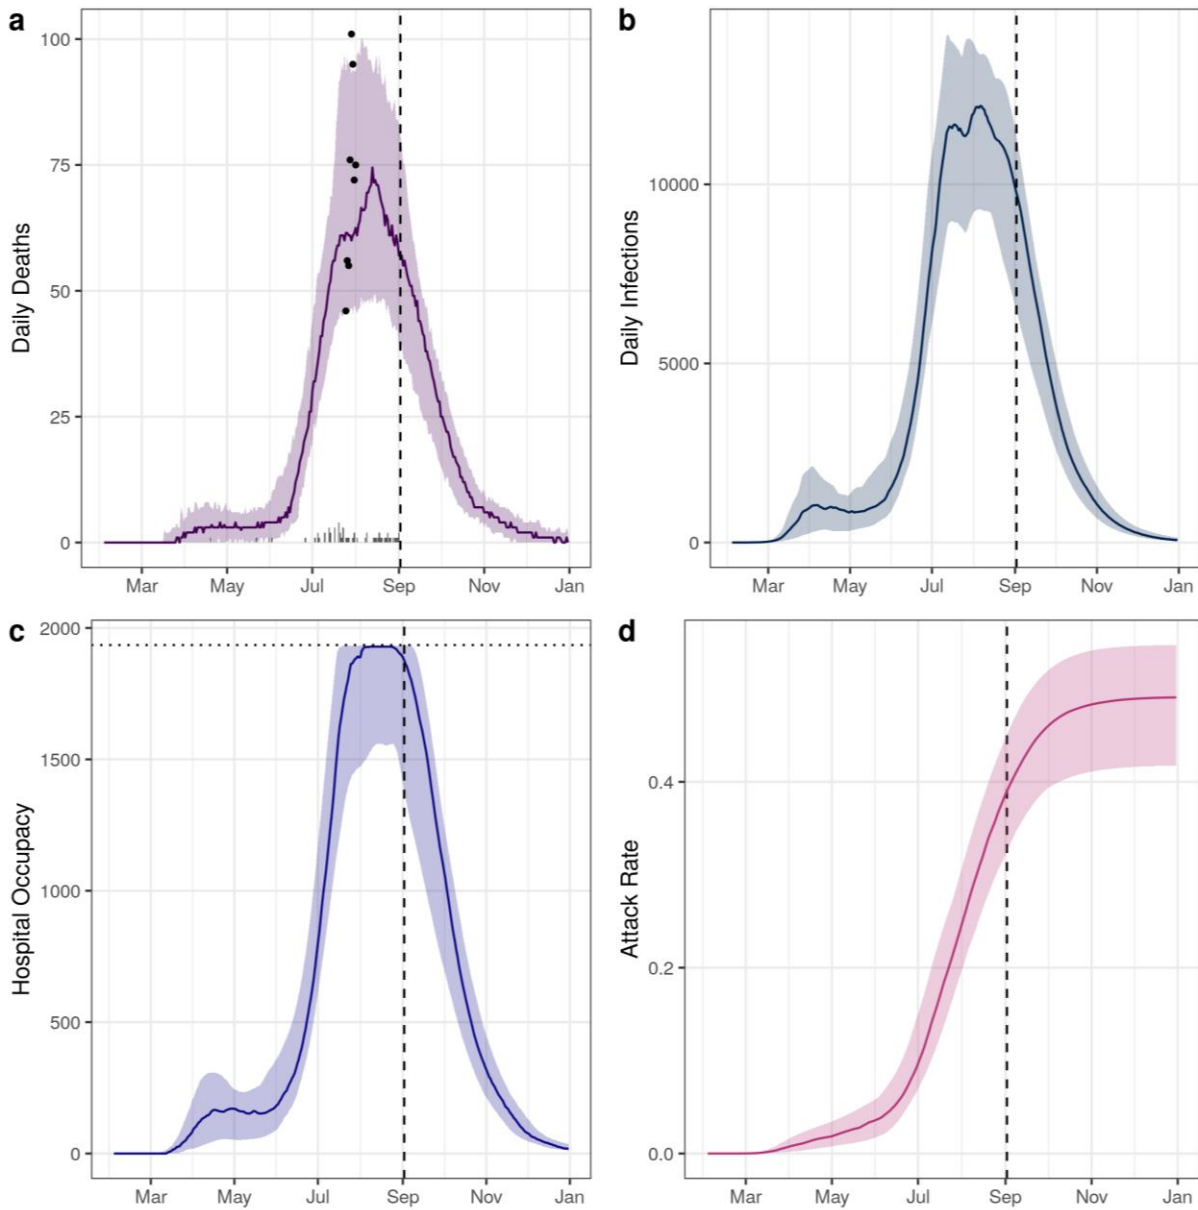 a
100
75
50
25
0
Daily Deaths
Mar May Jul Sep Nov Jan
b
10000
5000
0
Daily Infections
Mar May Jul Sep Nov Jan
c
2000
1500
1000
500
0
Hospital Occupancy
Mar May Jul Sep Nov Jan
d
0.4
0.2
0.0
Attack Rate
Mar May Jul Sep Nov Jan